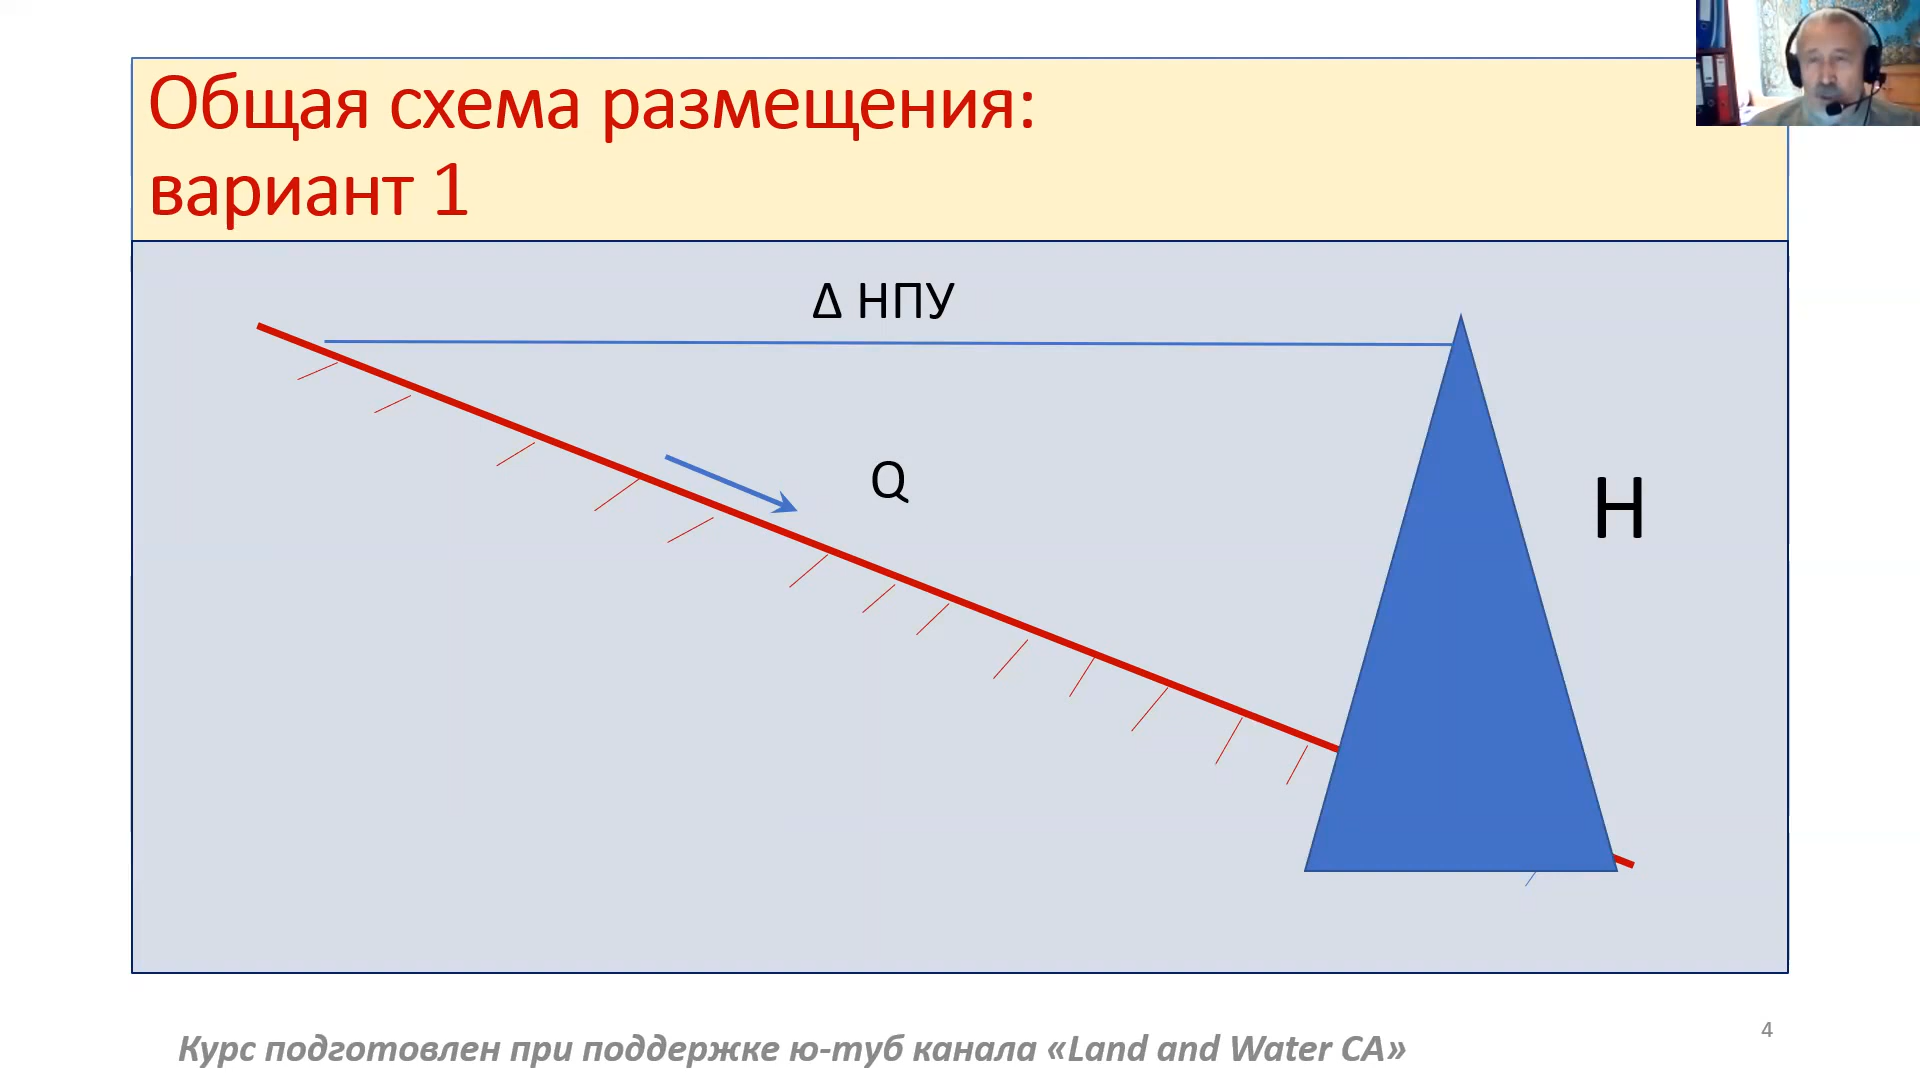 Общая схема размещения:
вариант 1
Δ НПУ
Q
H
Курс подготовлен при поддержке ю-туб канала «Land and Water CA»
4